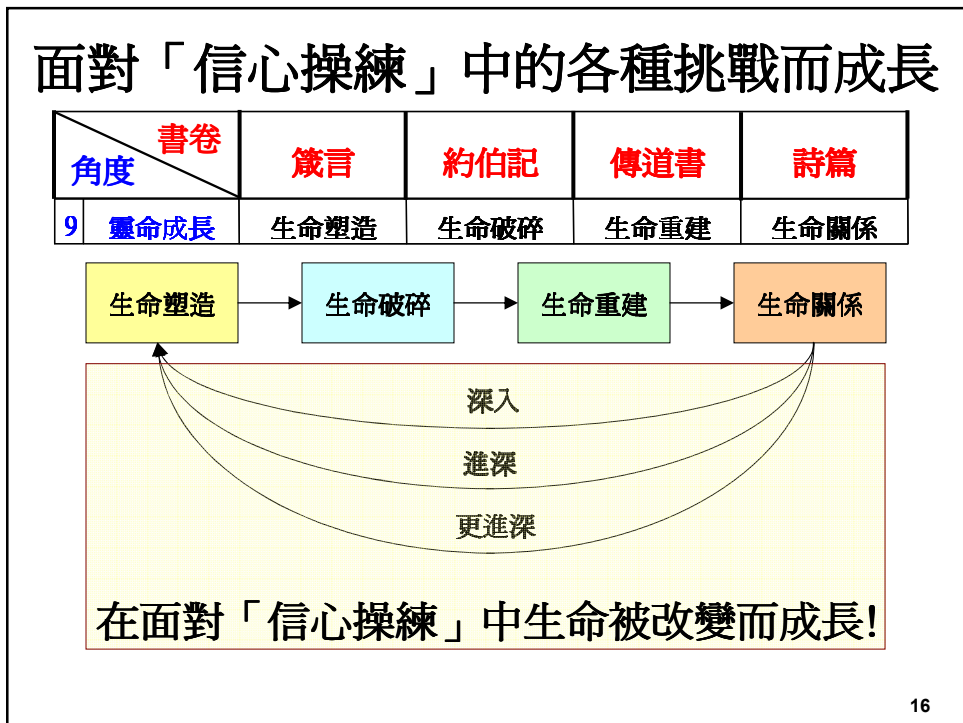 面對「信心操練」中的各種挑戰而成長
書卷
角度
箴言 約伯記 傳道書 詩篇
9 靈命成長 生命塑造 生命破碎 生命重建 生命關係
生命塑造 生命破碎 生命重建 生命關係
深入
進深
更進深
在面對「信心操練」中生命被改變而成長!
16